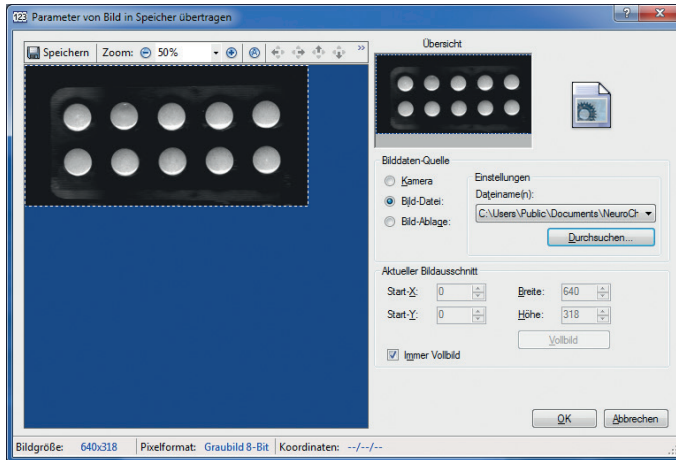 123 Parameter von Bild in Speicher übertragen
Speichern Zoom: 50% »
Übersicht
Bilddaten-Quelle
Kamera
Bild-Datei:
Bild-Ablage:
Einstellungen
Dateiname(n):
C:\Users\Public\Documents\NeuroCh
Durchsuchen...
Aktueller Bildausschnitt
Start-X: 0 Breite: 640
Start-Y: 0 Höhe: 318
Vollbild
Immer Vollbild
OK Abbrechen
Bildgröße: 640x318 Pixelformat: Graubild 8-Bit Koordinaten: --/--/--